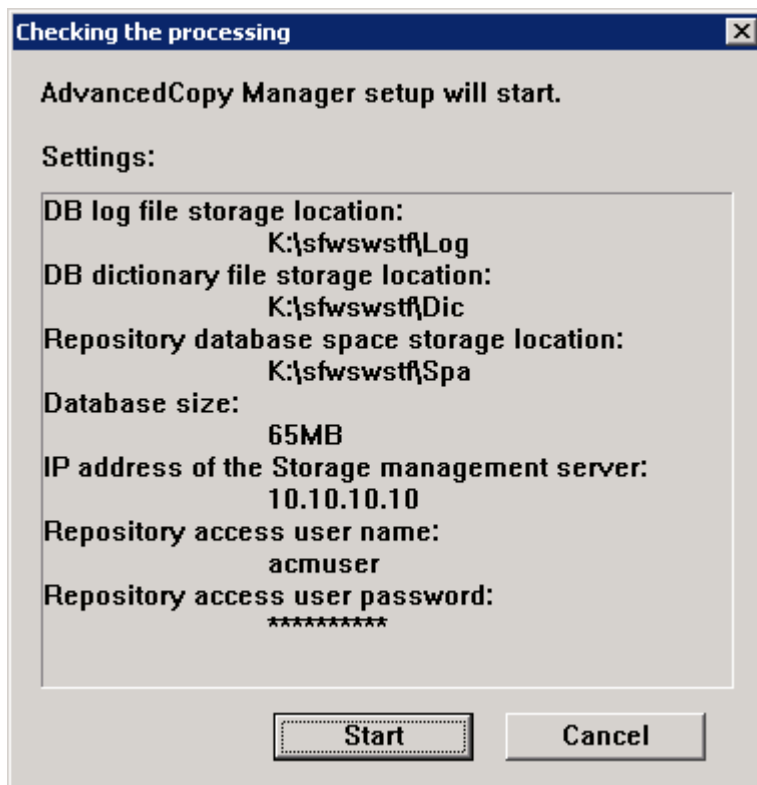 Checking the processing
AdvancedCopy Manager setup will start.
Settings:
DB log file storage location:
K:\sfwswstf\Log
DB dictionary file storage location:
K:\sfwswstf\Dic
Repository database space storage location:
K:\sfwswstf\Spa
Database size:
65MB
IP address of the Storage management server:
10.10.10.10
Repository access user name:
acmuser
Repository access user password:
**********
Start Cancel